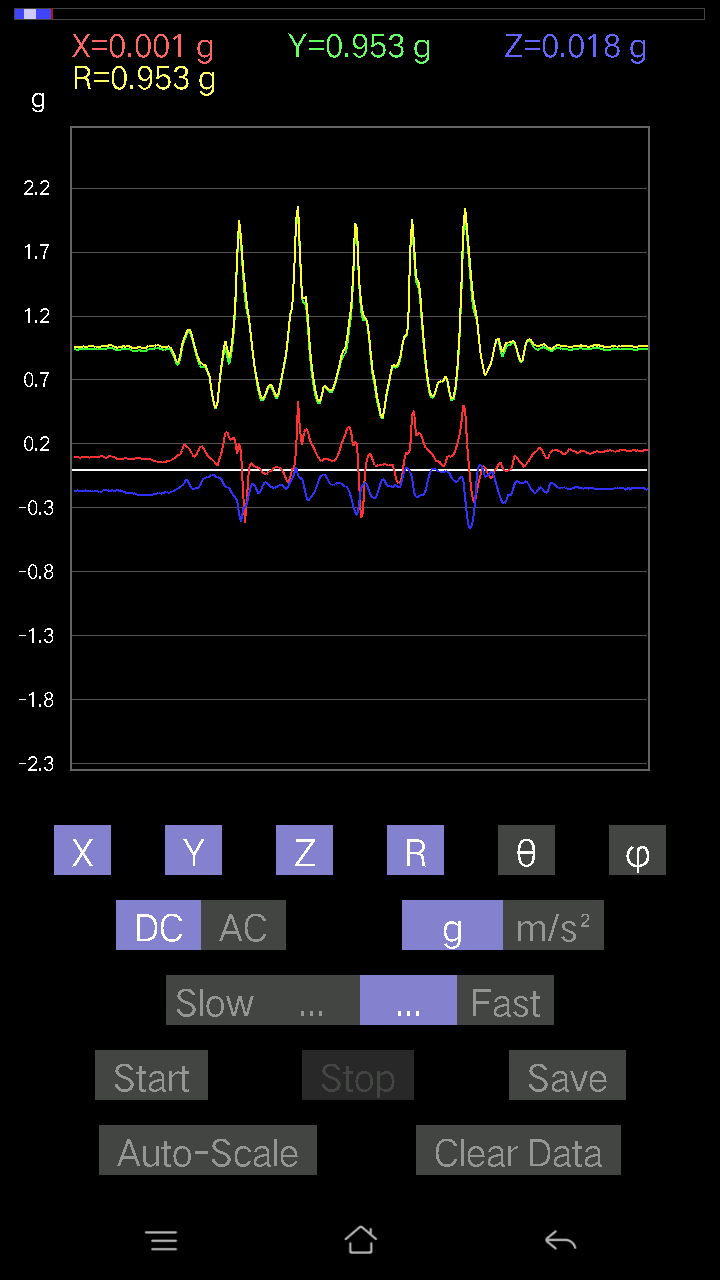 X=0.001 g Y=0.953 g Z=0.018 g
R=0.953 g
g
2.2
1.7
1.2
0.7
0.2
-0.3
-0.8
-1.3
-1.8
-2.3
X Y Z R θ φ
DC AC g m/s²
Slow ... ... Fast
Start Stop Save
Auto-Scale Clear Data